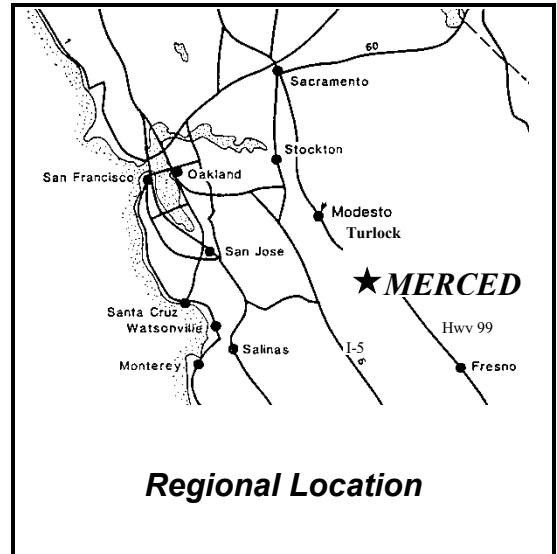 60
Sacramento
Stockton
San Francisco
Oakland
Modesto
Turlock
San Jose
MERCED
Santa Cruz
Watsonville
Hwy 99
I-5
Salinas
Monterey
Fresno
Regional Location